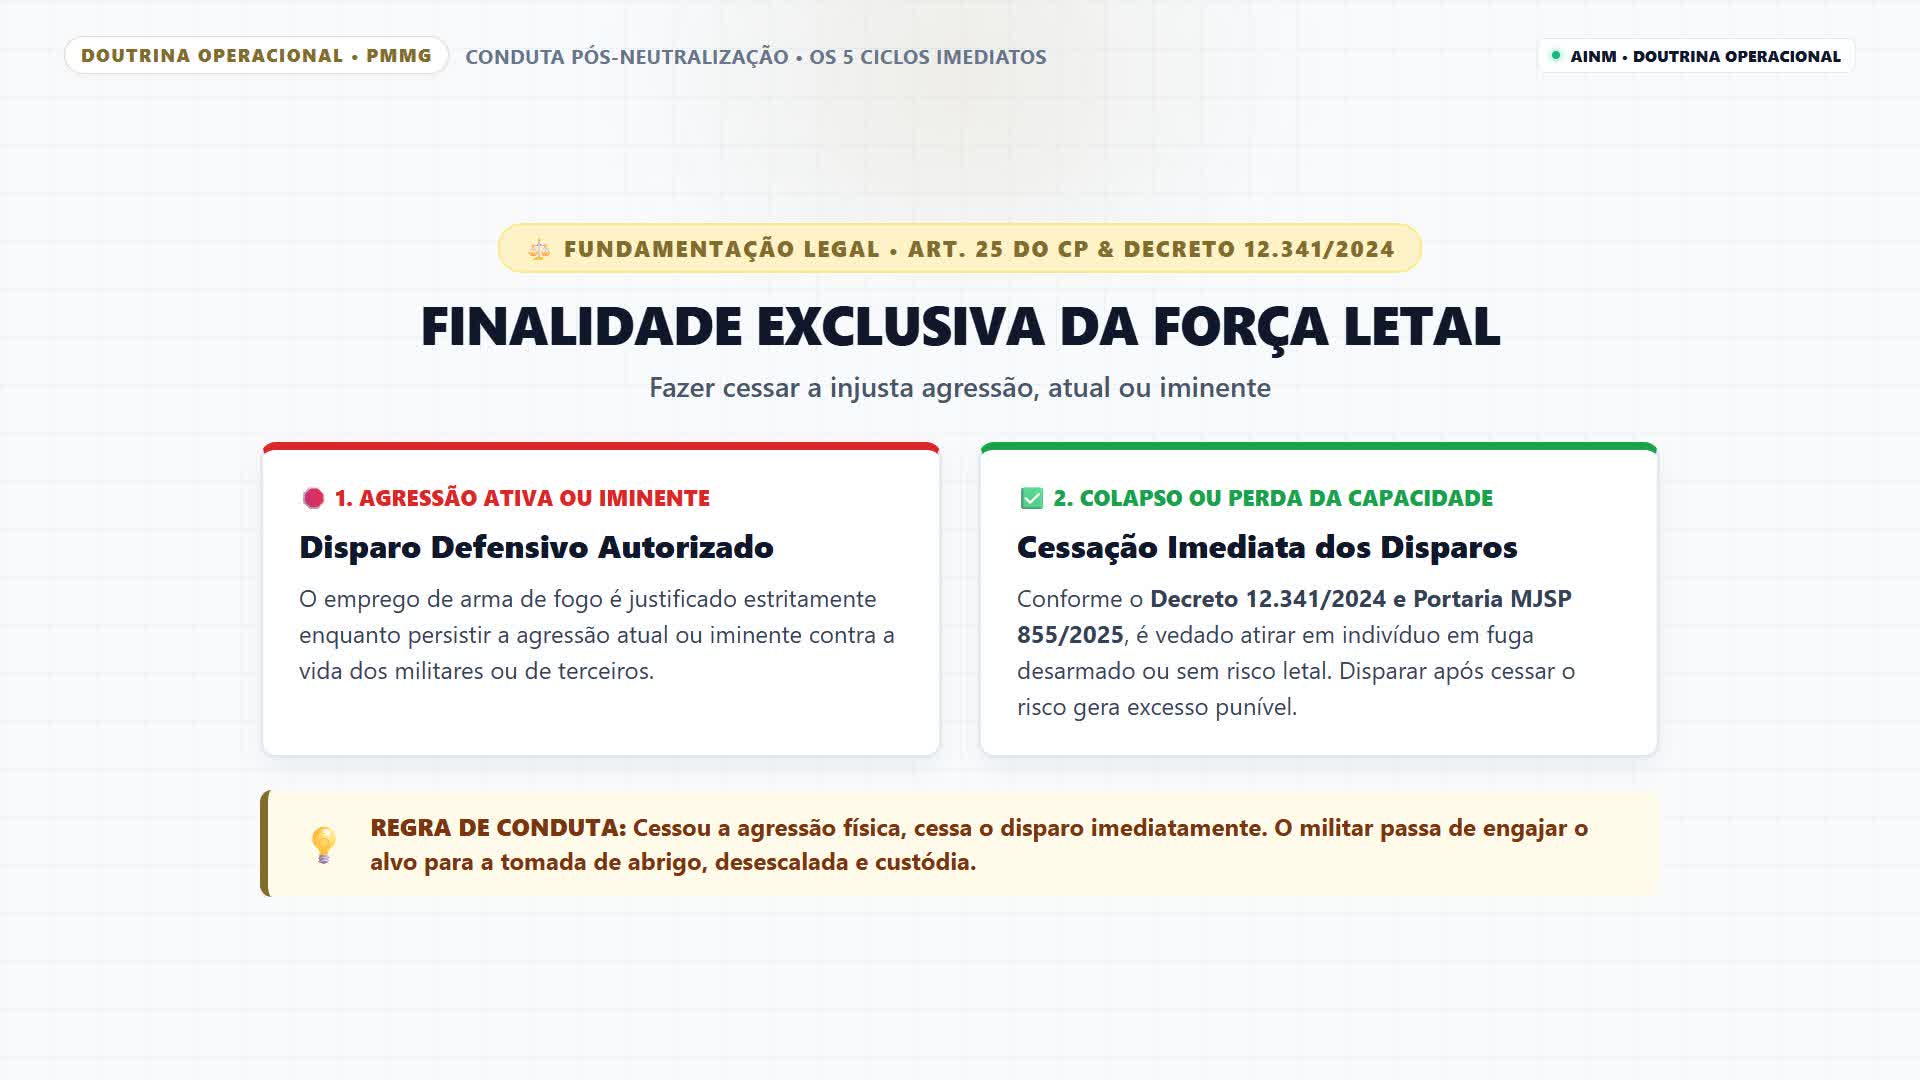 DOUTRINA OPERACIONAL • PMMG
CONDUTA PÓS-NEUTRALIZAÇÃO • OS 5 CICLOS IMEDIATOS
AINM • DOUTRINA OPERACIONAL
FUNDAMENTAÇÃO LEGAL • ART. 25 DO CP & DECRETO 12.341/2024
FINALIDADE EXCLUSIVA DA FORÇA LETAL
Fazer cessar a injusta agressão, atual ou iminente
1. AGRESSÃO ATIVA OU IMINENTE
Disparo Defensivo Autorizado
O emprego de arma de fogo é justificado estritamente
enquanto persistir a agressão atual ou iminente contra a
vida dos militares ou de terceiros.
2. COLAPSO OU PERDA DA CAPACIDADE
Cessação Imediata dos Disparos
Conforme o Decreto 12.341/2024 e Portaria MJSP
855/2025, é vedado atirar em indivíduo em fuga
desarmado ou sem risco letal. Disparar após cessar o
risco gera excesso punível.
REGRA DE CONDUTA: Cessou a agressão física, cessa o disparo imediatamente. O militar passa de engajar o
alvo para a tomada de abrigo, desescalada e custódia.